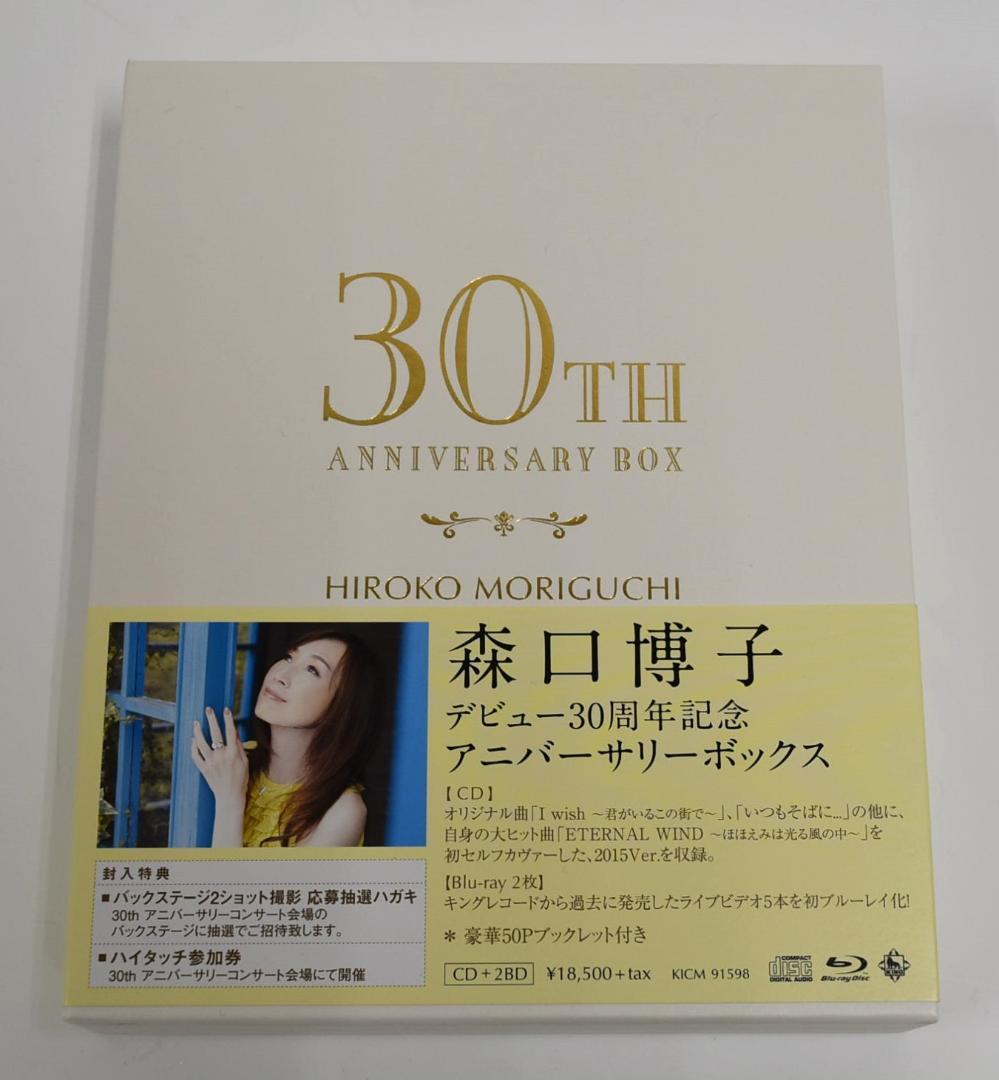 30TH
ANNIVERSARY BOX
HIROKO MORIGUCHI
森口博子
デビュー30周年記念
アニバーサリーボックス
【CD】
オリジナル曲「I wish ～君がいるこの街で～」、「いつもそばに...」の他に、
自身の大ヒット曲「ETERNAL WIND ～ほほえみは光る風の中～」を
初セルフカヴァーした、2015Ver.を収録。
【Blu-ray 2枚】
キングレコードから過去に発売したライブビデオ5本を初ブルーレイ化!
＊ 豪華50Pブックレット付き
CD+2BD ¥18,500+tax KICM 91598
COMPACT
disc
DIGITAL AUDIO
Blu-ray Disc
KING
封入特典
■ バックステージ2ショット撮影 応募抽選ハガキ
30th アニバーサリーコンサート会場の
バックステージに抽選でご招待致します。
■ ハイタッチ参加券
30th アニバーサリーコンサート会場にて開催